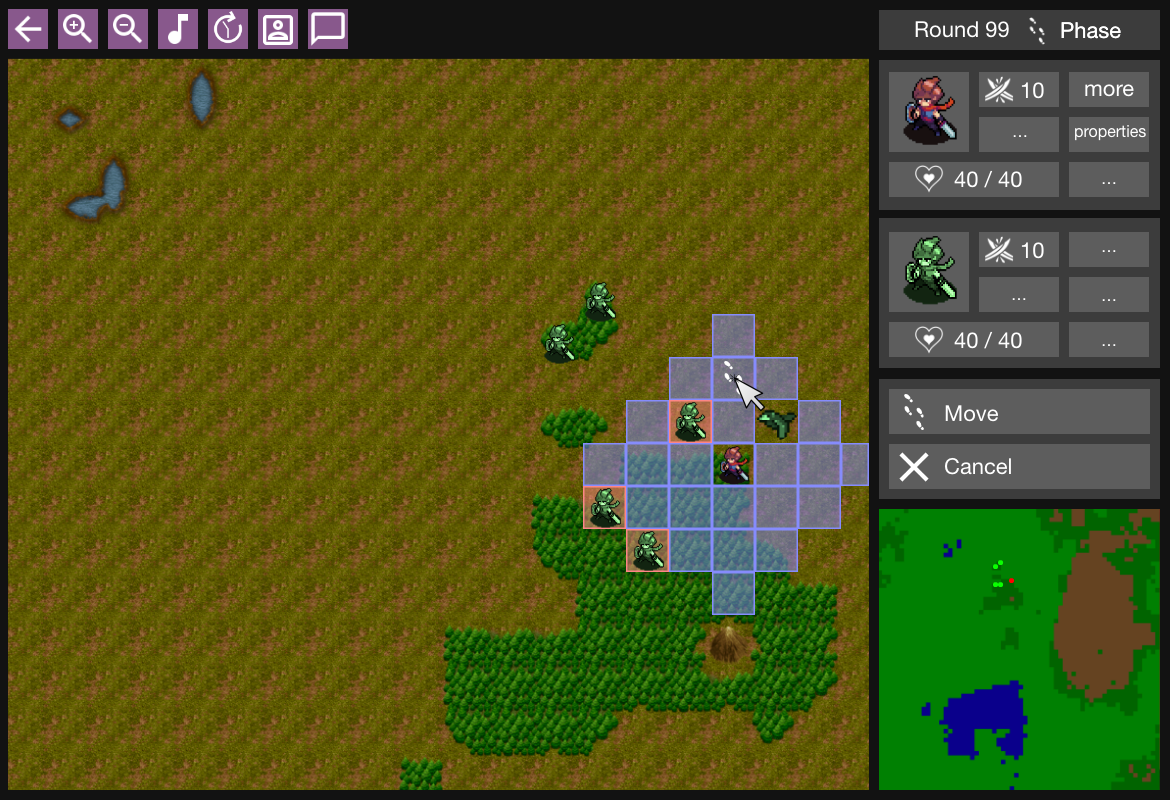 Round 99 Phase
10 more
... properties
40 / 40 ...
10 ...
... ...
40 / 40 ...
Move
Cancel